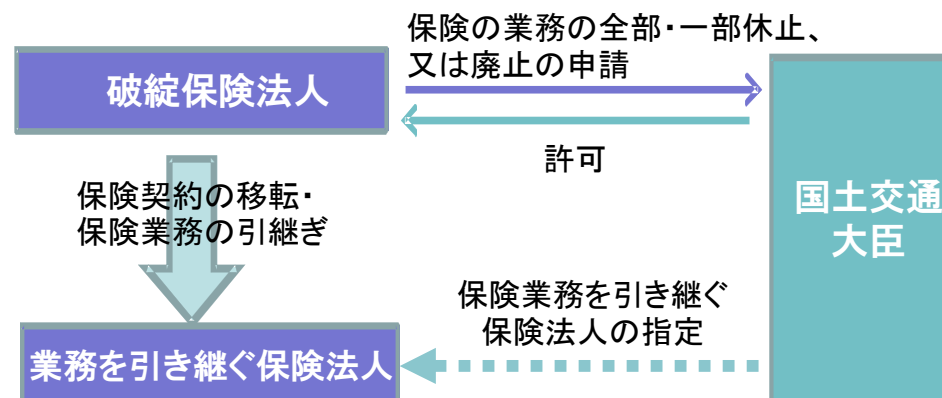 保険の業務の全部・一部休止、
又は廃止の申請
破綻保険法人
許可
保険契約の移転・
保険業務の引継ぎ
国土交通
大臣
保険業務を引き継ぐ
保険法人の指定
業務を引き継ぐ保険法人